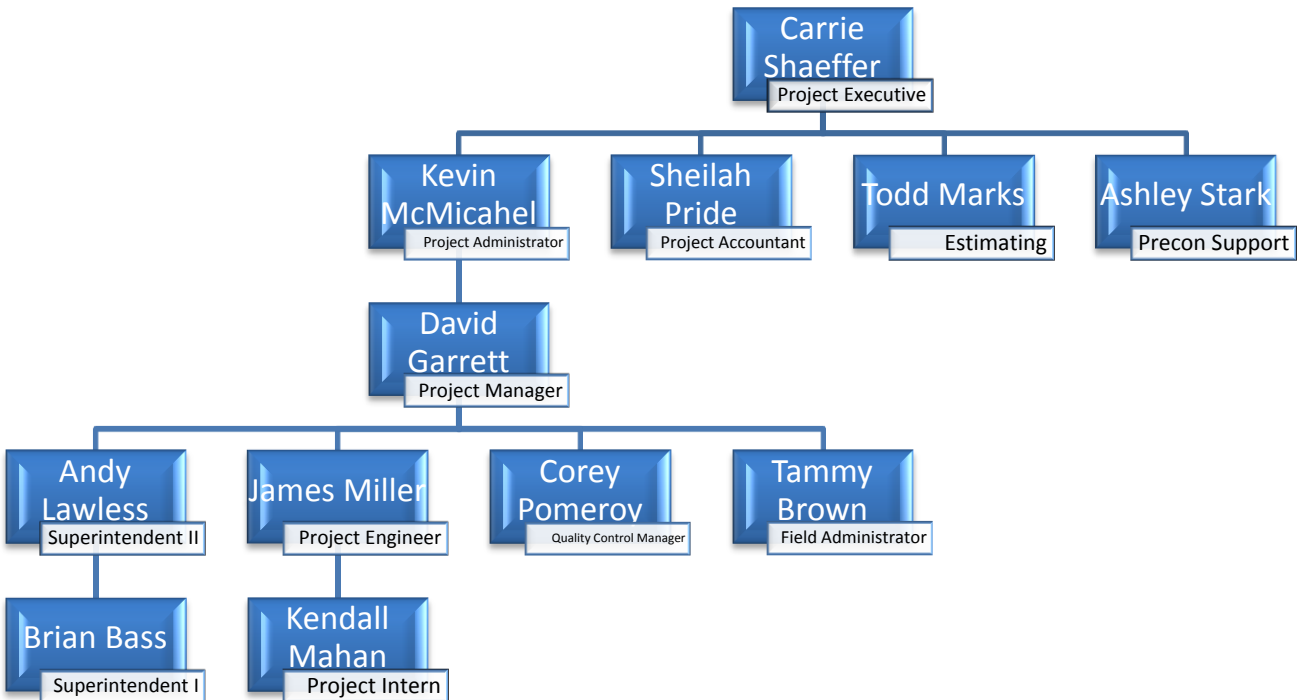 Carrie
Shaeffer
Project Executive
Kevin
McMicahel
Project Administrator
Sheilah
Pride
Project Accountant
Todd Marks
Estimating
Ashley Stark
Precon Support
David
Garrett
Project Manager
Andy
Lawless
Superintendent II
James Miller
Project Engineer
Corey
Pomeroy
Quality Control Manager
Tammy
Brown
Field Administrator
Brian Bass
Superintendent I
Kendall
Mahan
Project Intern